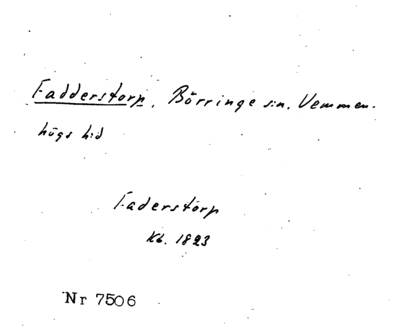 Fadderstorp, Börringe sn. Vemmen-
högs hd
Faderstorp
Kb. 1823
Nr 7506